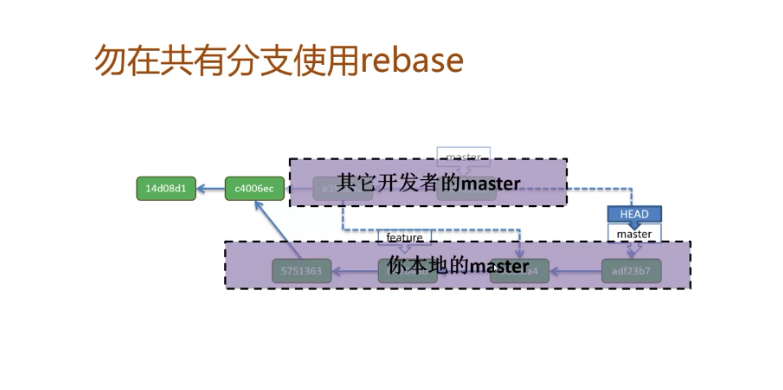 勿在共有分支使用rebase
master
14d08d1
c4006ec
其它开发者的master
HEAD
master
feature
5751363
你本地的master
adf23b7